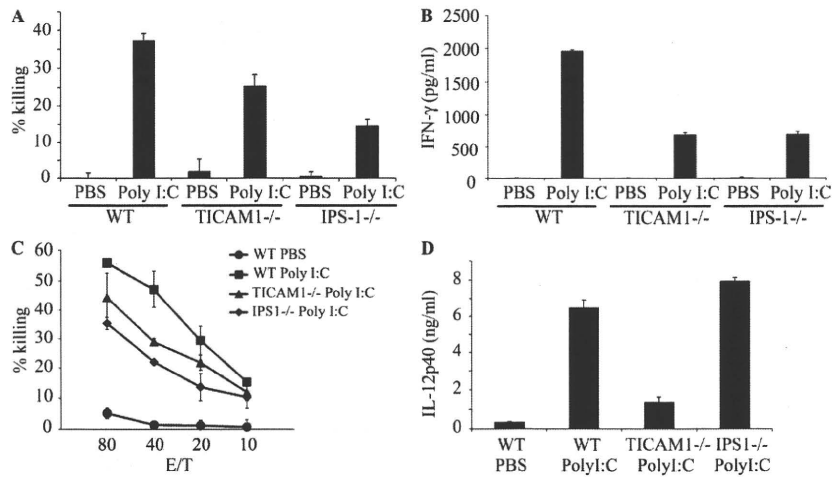 A
% killing
40
30
20
10
0
PBS Poly I:C PBS Poly I:C PBS Poly I:C
WT TICAM1-/- IPS-1-/-
B
IFN-γ (pg/ml)
2500
2000
1500
1000
500
0
PBS Poly I:C PBS Poly I:C PBS Poly I:C
WT TICAM1-/- IPS-1-/-
C
% killing
60
50
40
30
20
10
0
80 40 20 10
E/T
WT PBS
WT Poly I:C
TICAM1-/- Poly I:C
IPS1-/- Poly I:C
D
IL-12p40 (ng/ml)
8
6
4
2
0
WT WT TICAM1-/- IPS1-/-
PBS PolyI:C PolyI:C PolyI:C